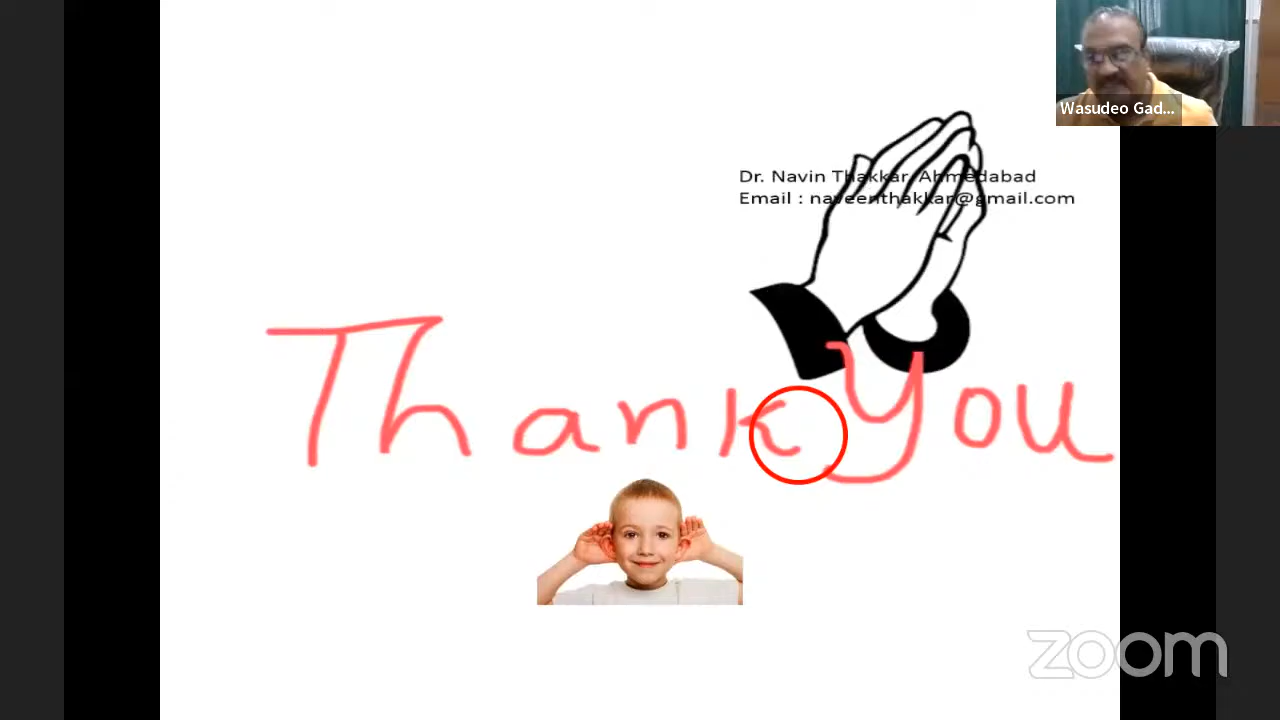 Wasudeo Gad...
Dr. Navin Thakkar, Ahmedabad
Email : naveenthakkar@gmail.com
Thank You
zoom